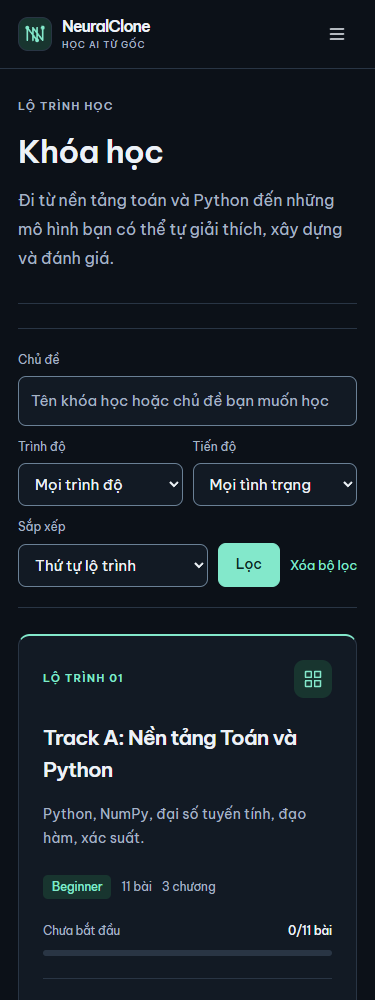 NeuralClone
HỌC AI TỪ GỐC
LỘ TRÌNH HỌC
Khóa học
Đi từ nền tảng toán và Python đến những
mô hình bạn có thể tự giải thích, xây dựng
và đánh giá.
Chủ đề
Tên khóa học hoặc chủ đề bạn muốn học
Trình độ
Tiến độ
Mọi trình độ
Mọi tình trạng
Sắp xếp
Thứ tự lộ trình
Lọc
Xóa bộ lọc
LỘ TRÌNH 01
Track A: Nền tảng Toán và
Python
Python, NumPy, đại số tuyến tính, đạo
hàm, xác suất.
Beginner
11 bài
3 chương
Chưa bắt đầu
0/11 bài